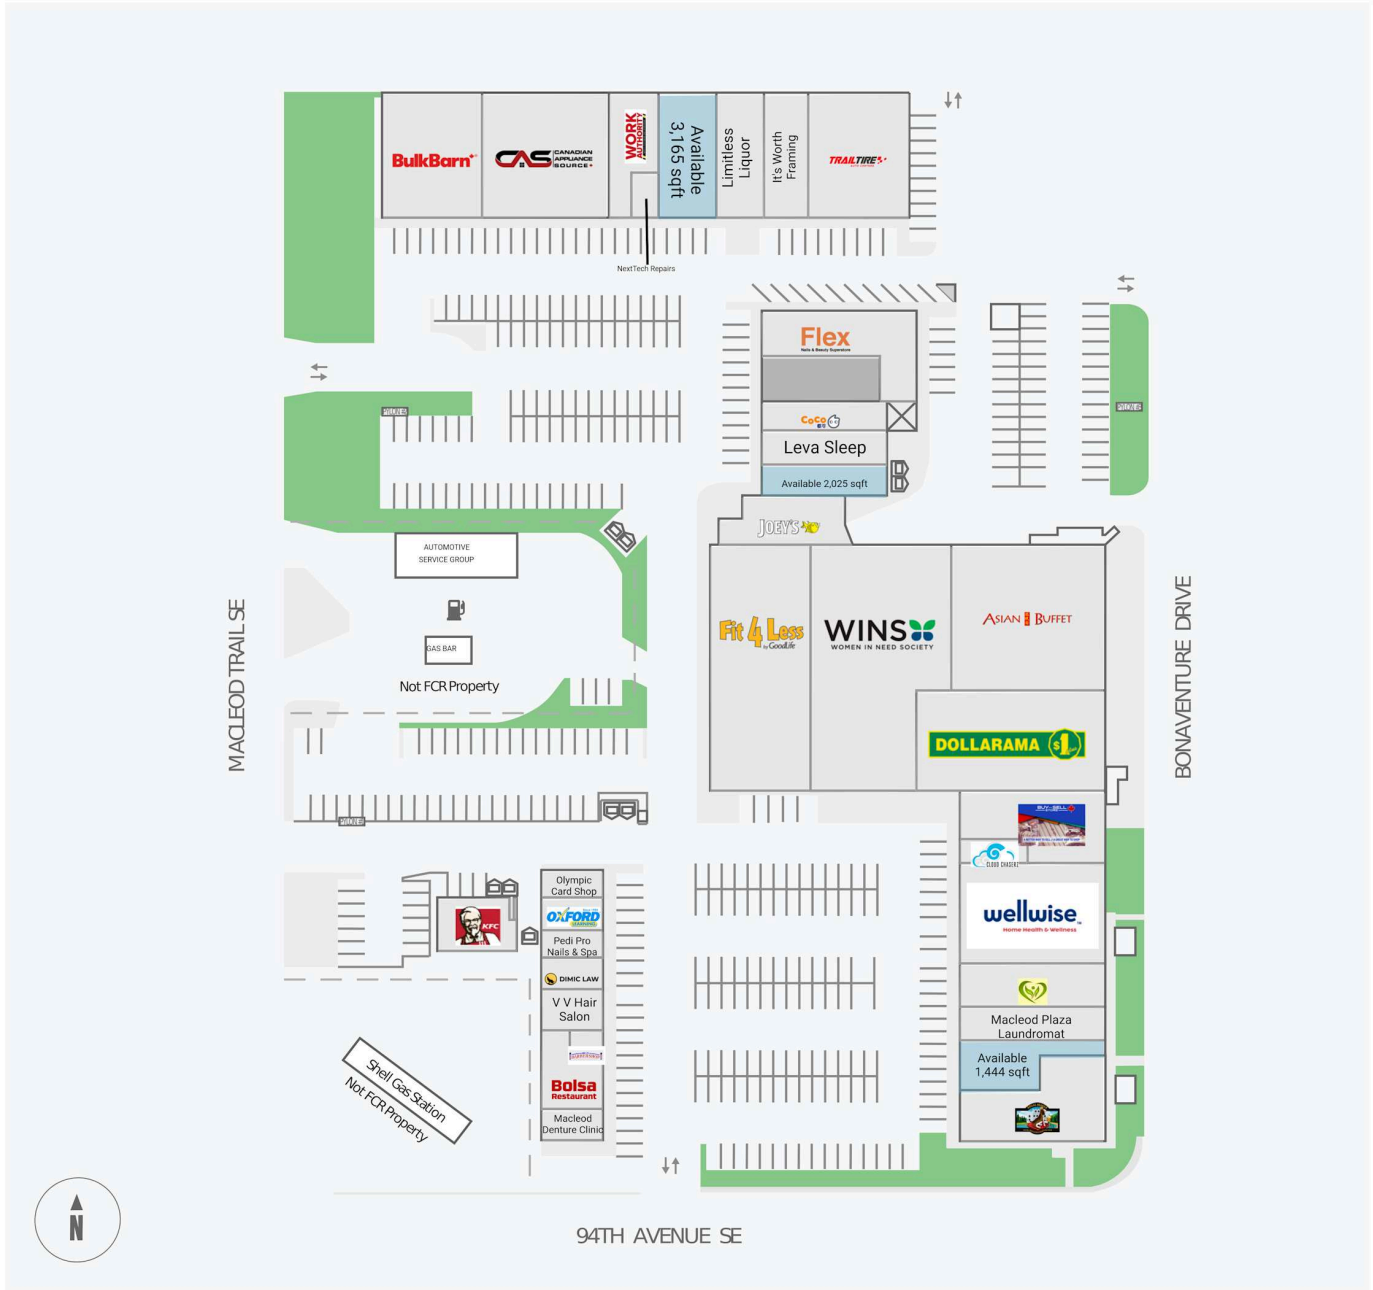 BulkBarn
CAS CANADIAN
APPLIANCE
SOURCE
WORK
AUTHORITY
Available
3,165 sqft
Limitless
Liquor
It's Worth
Framing
TRAILTIRE
NextTech Repairs
Flex
Nails & Beauty Superstore
CoCo
Leva Sleep
Available 2,025 sqft
JOEY'S
AUTOMOTIVE
SERVICE GROUP
GAS BAR
Not FCR Property
MACLEOD TRAIL SE
BONAVENTURE DRIVE
Fit 4 Less
by GoodLife
WINS
WOMEN IN NEED SOCIETY
ASIAN BUFFET
DOLLARAMA $1
BUY-SELL
CLOUD CHASERZ
wellwise
Home Health & Wellness
Macleod Plaza
Laundromat
Available
1,444 sqft
KFC
Olympic
Card Shop
OXFORD
LEARNING
Pedi Pro
Nails & Spa
DIMIC LAW
V V Hair
Salon
Bolsa
Restaurant
Macleod
Denture Clinic
Shell Gas Station
Not FCR Property
N
94TH AVENUE SE